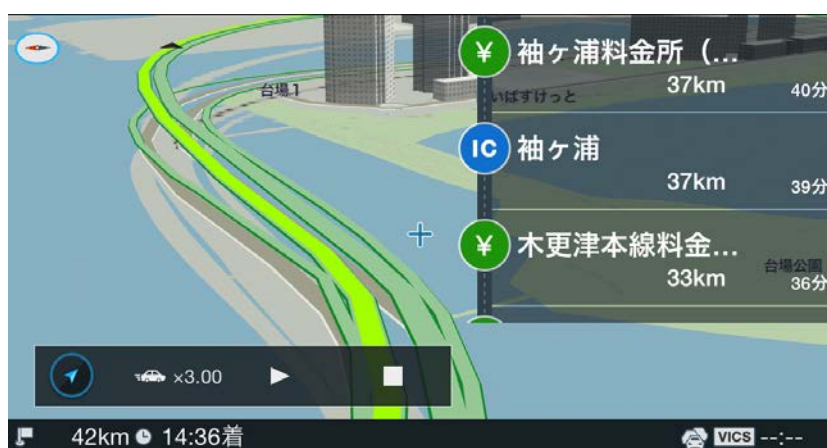 台場1
いばすけっと
台場公園
¥ 袖ヶ浦料金所（...
37km 40分
IC 袖ヶ浦
37km 39分
¥ 木更津本線料金...
33km 36分
×3.00
42km 14:36着
VICS --:--